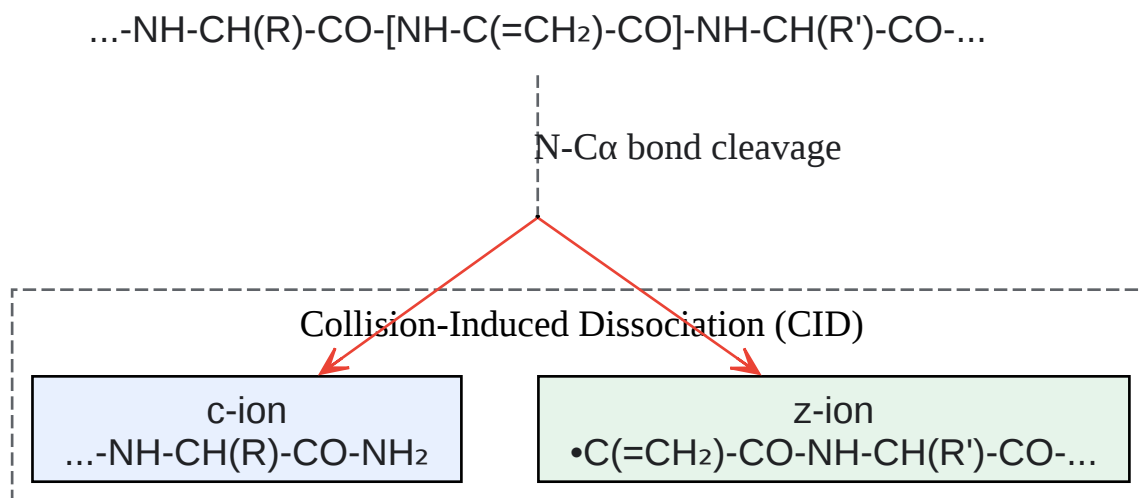 ...-NH-CH(R)-CO-[NH-C(=CH₂)-CO]-NH-CH(R')-CO-...
N-Cα bond cleavage
Collision-Induced Dissociation (CID)
c-ion
...-NH-CH(R)-CO-NH₂
z-ion
•C(=CH₂)-CO-NH-CH(R')-CO-...